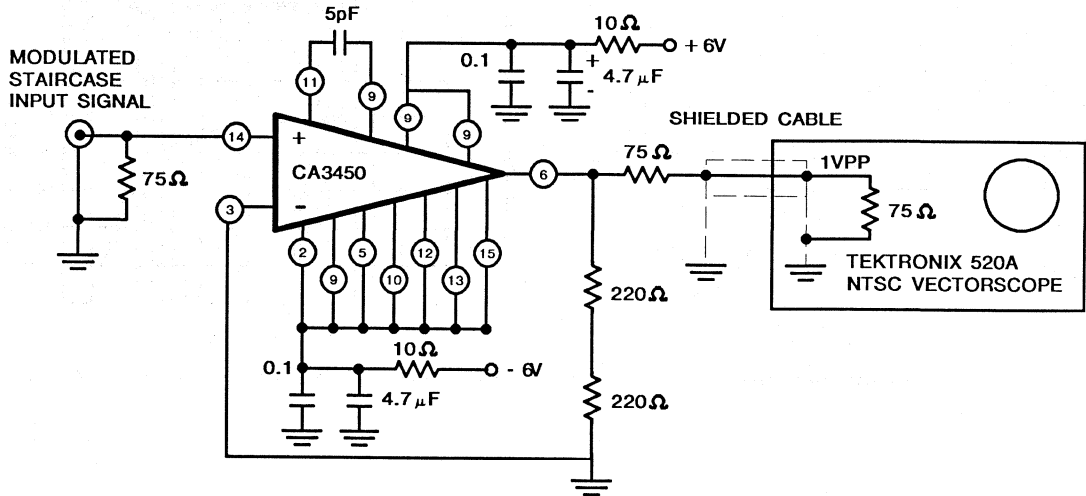 5pF
10Ω
+ 6V
MODULATED
STAIRCASE
INPUT SIGNAL
0.1
+
4.7μF
-
11
9
9
9
SHIELDED CABLE
14
+
CA3450
-
75Ω
3
6
75Ω
1VPP
75Ω
2
9
5
10
12
13
15
TEKTRONIX 520A
NTSC VECTORSCOPE
220Ω
10Ω
0.1
- 6V
4.7μF
220Ω